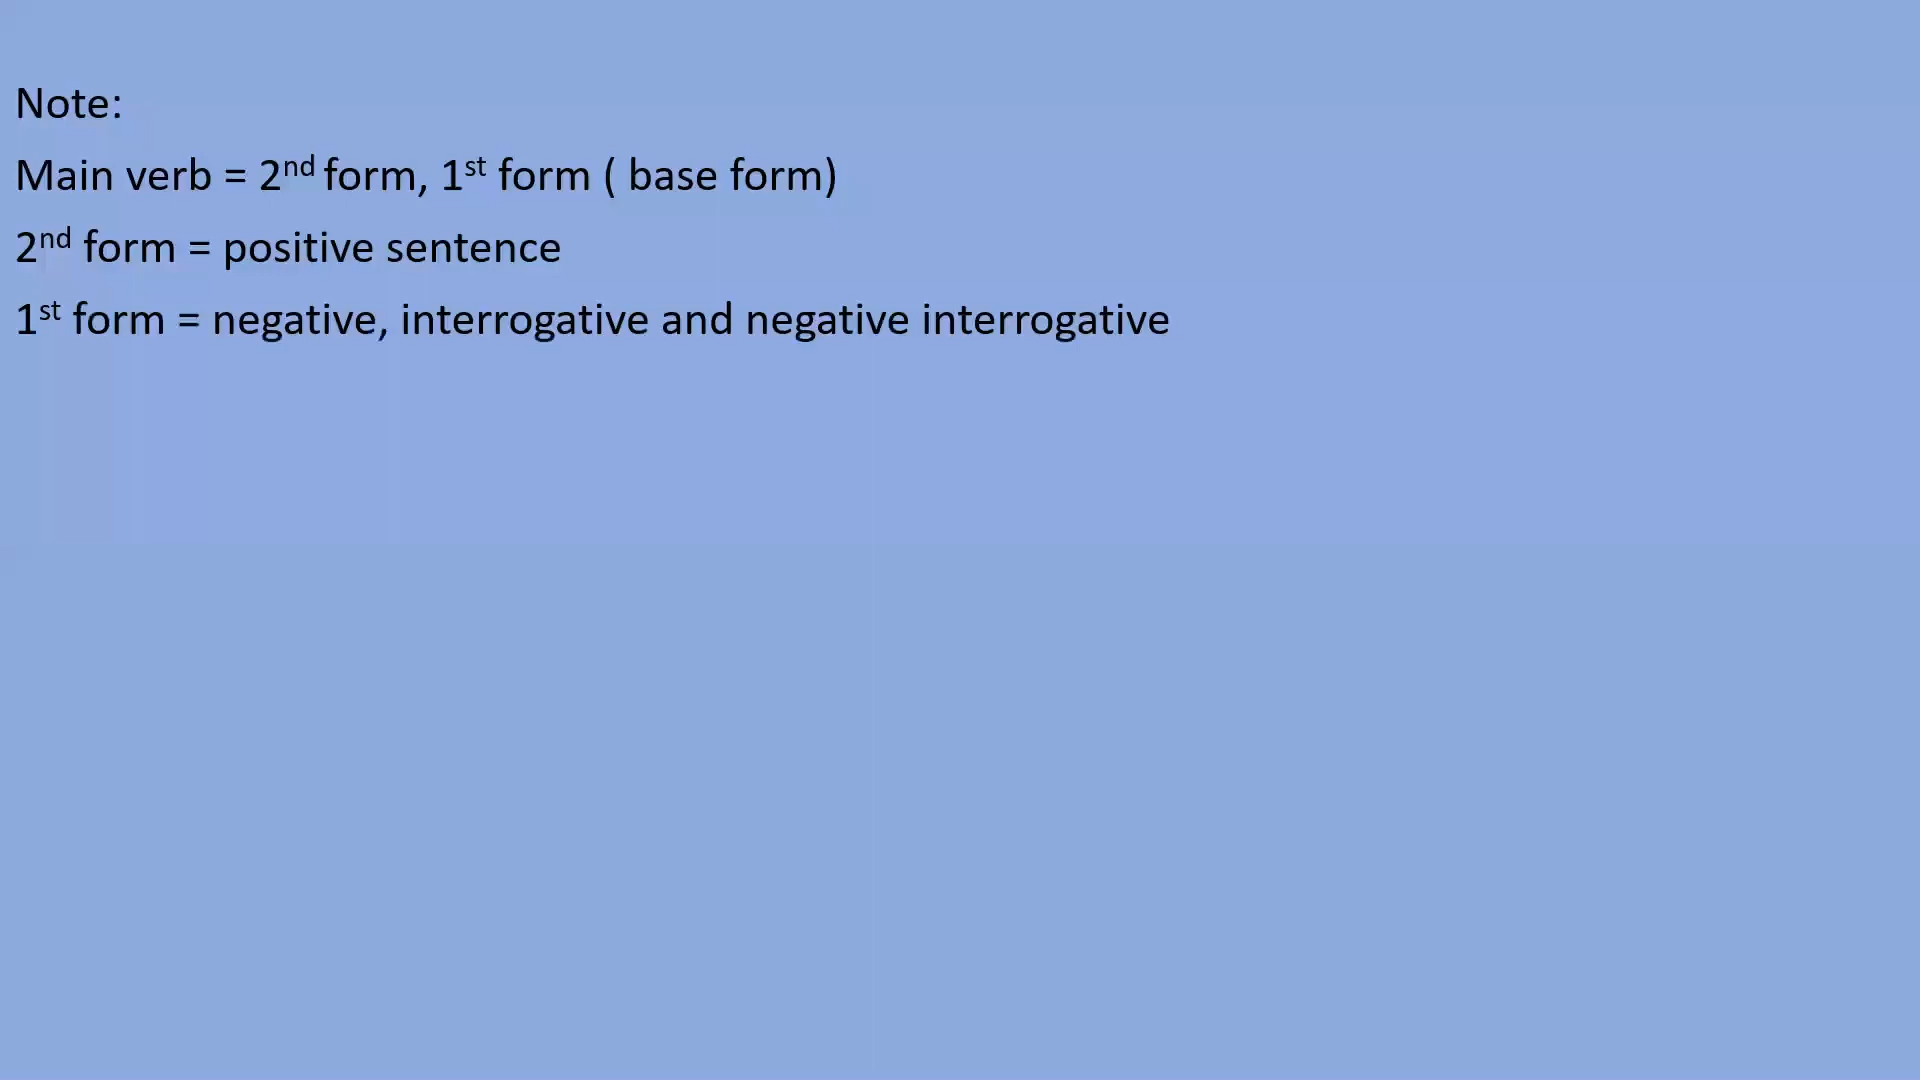 Note:
Main verb = 2nd form, 1st form ( base form)
2nd form = positive sentence
1st form = negative, interrogative and negative interrogative